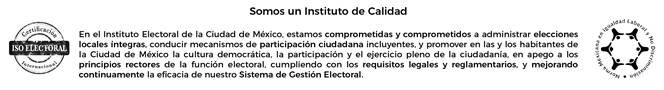 Somos un Instituto de Calidad
Certificación
ISO ELECTORAL
Internacional
En el Instituto Electoral de la Ciudad de México, estamos comprometidas y comprometidos a administrar elecciones
locales íntegras, conducir mecanismos de participación ciudadana incluyentes, y promover en las y los habitantes de
la Ciudad de México la cultura democrática, la participación y el ejercicio pleno de la ciudadanía, en apego a los
principios rectores de la función electoral, cumpliendo con los requisitos legales y reglamentarios, y mejorando
continuamente la eficacia de nuestro Sistema de Gestión Electoral.
Norma Mexicana en Igualdad Laboral y No Discriminación